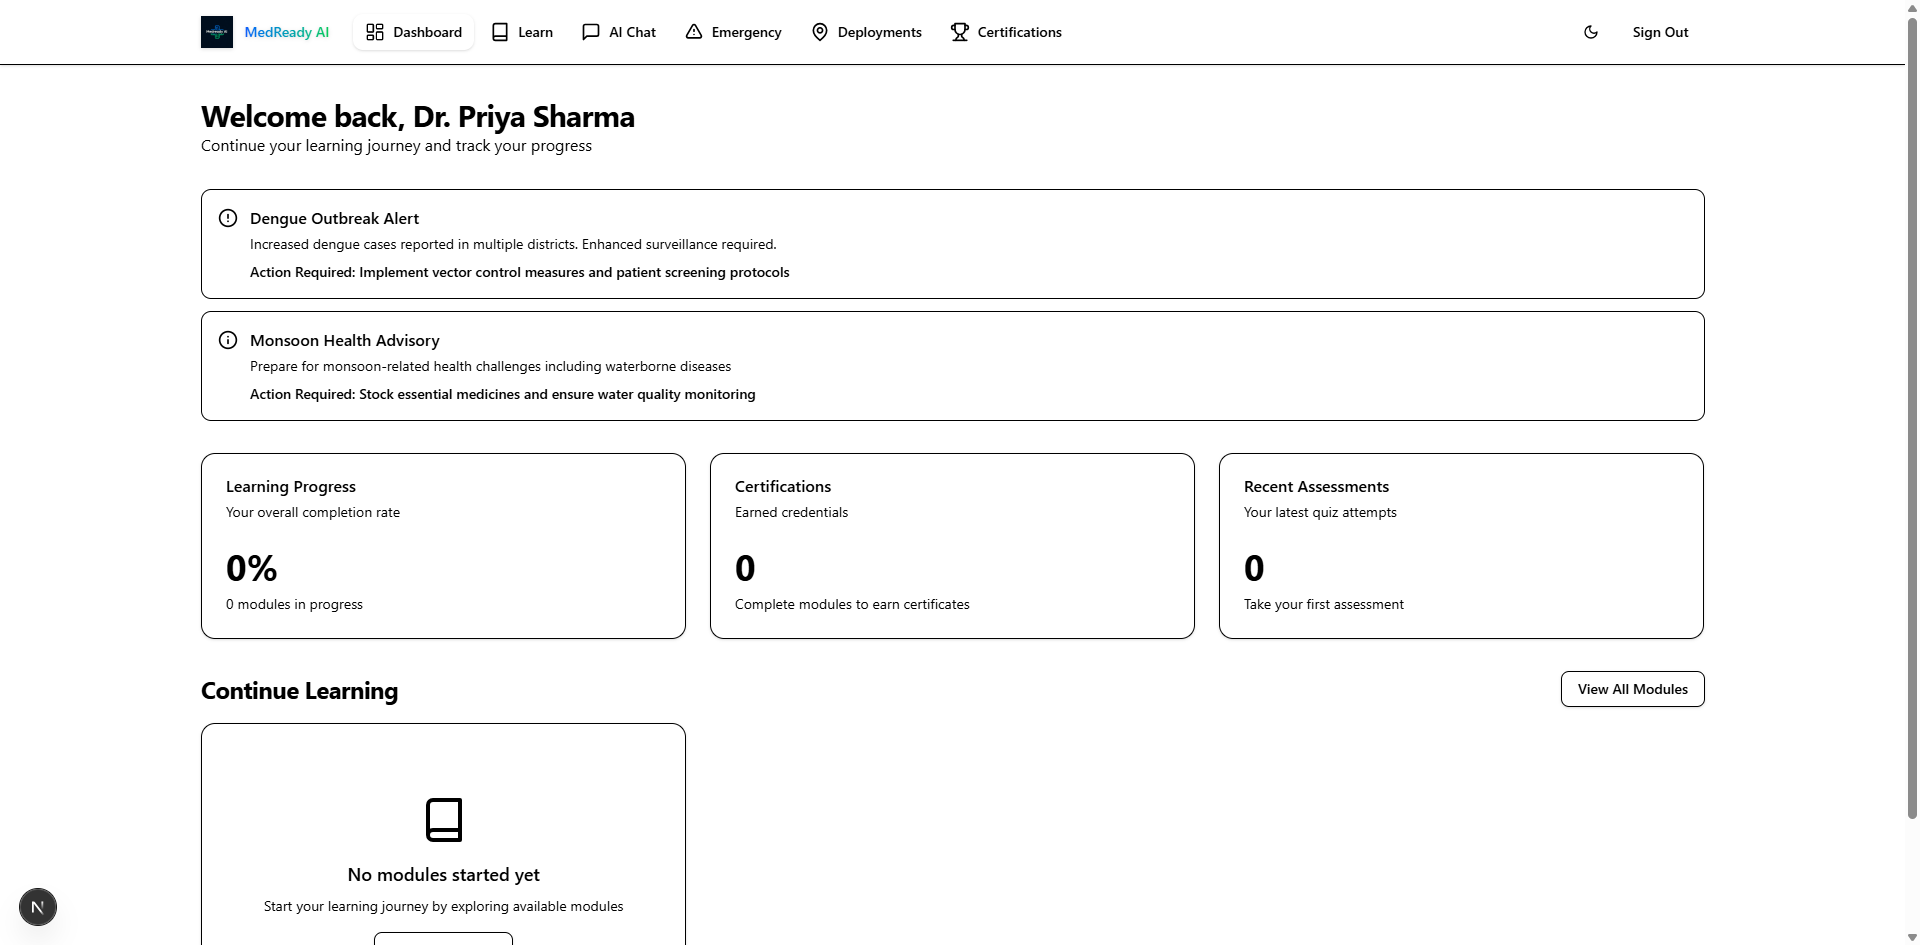 MedReady AI
Dashboard
Learn
AI Chat
Emergency
Deployments
Certifications
Sign Out
Welcome back, Dr. Priya Sharma
Continue your learning journey and track your progress
Dengue Outbreak Alert
Increased dengue cases reported in multiple districts. Enhanced surveillance required.
Action Required: Implement vector control measures and patient screening protocols
Monsoon Health Advisory
Prepare for monsoon-related health challenges including waterborne diseases
Action Required: Stock essential medicines and ensure water quality monitoring
Learning Progress
Your overall completion rate
0%
0 modules in progress
Certifications
Earned credentials
0
Complete modules to earn certificates
Recent Assessments
Your latest quiz attempts
0
Take your first assessment
Continue Learning
View All Modules
No modules started yet
Start your learning journey by exploring available modules
N